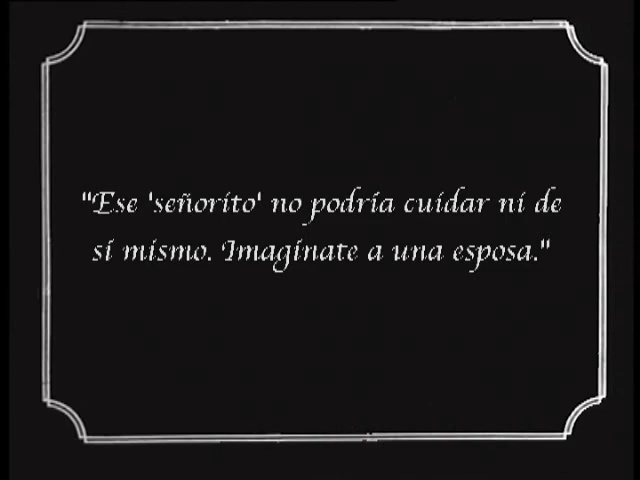 "Ese 'señorito' no podría cuidar ni de
sí mismo. Imagínate a una esposa."